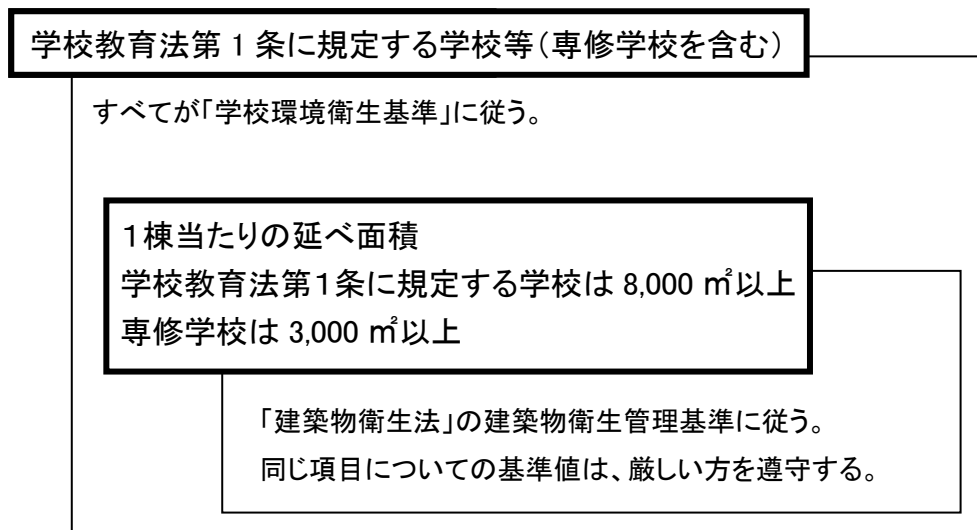 学校教育法第 1 条に規定する学校等（専修学校を含む）
すべてが「学校環境衛生基準」に従う。
１棟当たりの延べ面積
学校教育法第１条に規定する学校は 8,000 ㎡以上
専修学校は 3,000 ㎡以上
「建築物衛生法」の建築物衛生管理基準に従う。
同じ項目についての基準値は、厳しい方を遵守する。